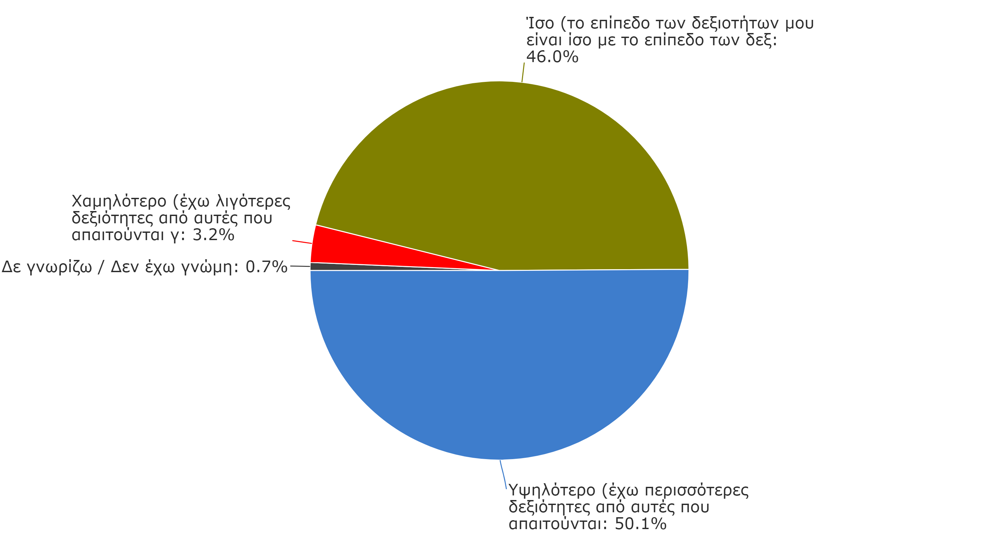 Ίσο (το επίπεδο των δεξιοτήτων μου
είναι ίσο με το επίπεδο των δεξ:
46.0%
Χαμηλότερο (έχω λιγότερες
δεξιότητες από αυτές που
απαιτούνται γ: 3.2%
Δε γνωρίζω / Δεν έχω γνώμη: 0.7%
Υψηλότερο (έχω περισσότερες
δεξιότητες από αυτές που
απαιτούνται: 50.1%